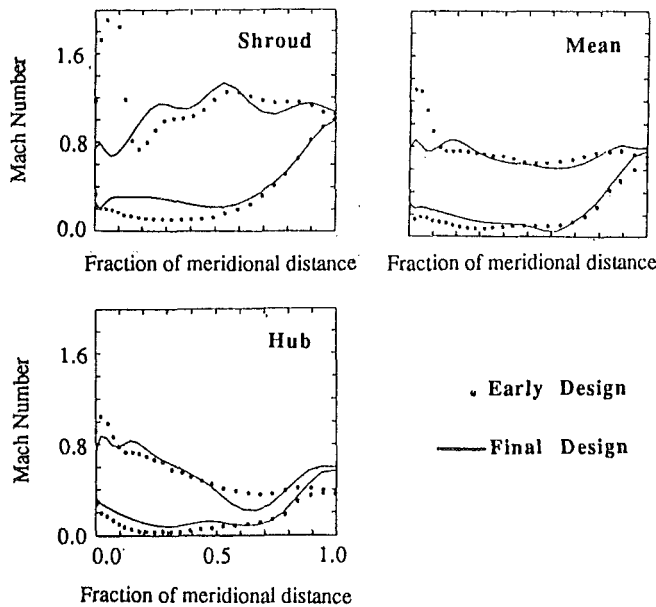 Shroud
Mean
Mach Number
1.6
0.8
0.0
Fraction of meridional distance
Fraction of meridional distance
Hub
Mach Number
1.6
0.8
0.0
0.0
0.5
1.0
Fraction of meridional distance
Early Design
Final Design